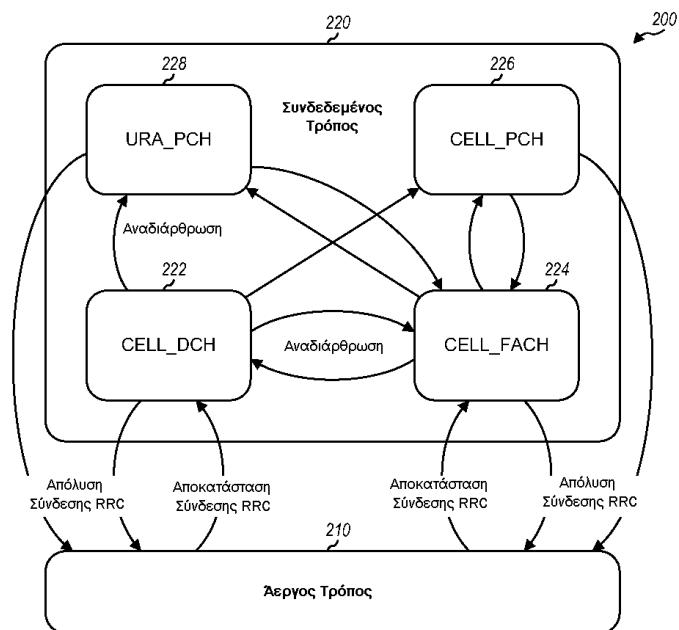 220
200
228
226
Συνδεδεμένος
Τρόπος
URA_PCH
CELL_PCH
Αναδιάρθρωση
222
224
CELL_DCH
Αναδιάρθρωση
CELL_FACH
Απόλυση
Σύνδεσης RRC
Αποκατάσταση
Σύνδεσης RRC
Αποκατάσταση
Σύνδεσης RRC
Απόλυση
Σύνδεσης RRC
210
Άεργος Τρόπος